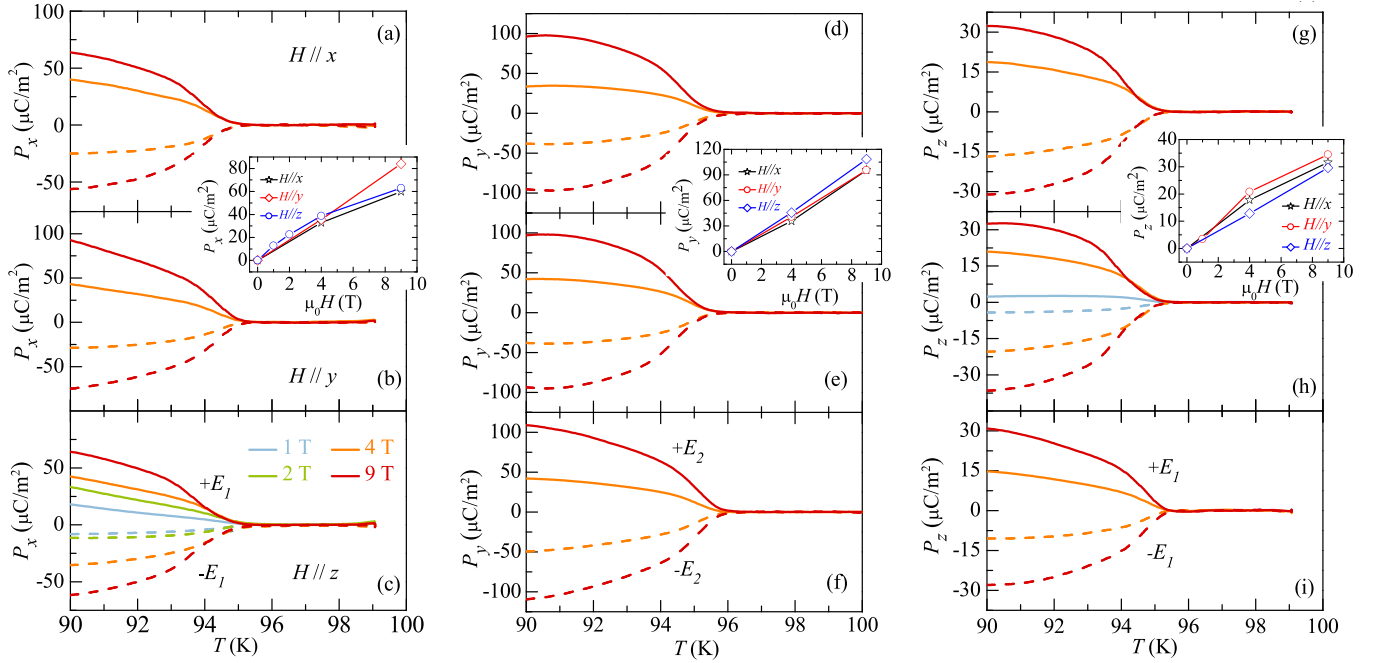 100
50
0
-50
P_x (μC/m²)
H // x
(a)
50
0
-50
P_x (μC/m²)
H // y
(b)
50
0
-50
P_x (μC/m²)
1 T
4 T
2 T
9 T
+E_1
-E_1
H // z
(c)
90
92
94
96
98
100
T (K)
80
60
40
20
0
P_x (μC/m²)
H//x
H//y
H//z
0
2
4
6
8
10
μ₀H (T)
100
50
0
-50
-100
P_y (μC/m²)
(d)
100
50
0
-50
-100
P_y (μC/m²)
(e)
100
50
0
-50
-100
P_y (μC/m²)
+E_2
-E_2
(f)
90
92
94
96
98
100
T (K)
120
90
60
30
0
P_y (μC/m²)
H//x
H//y
H//z
0
2
4
6
8
10
μ₀H (T)
30
15
0
-15
-30
P_z (μC/m²)
(g)
30
15
0
-15
-30
P_z (μC/m²)
(h)
30
15
0
-15
-30
P_z (μC/m²)
+E_1
-E_1
(i)
90
92
94
96
98
100
T (K)
40
30
20
10
0
P_z (μC/m²)
H//x
H//y
H//z
0
2
4
6
8
10
μ₀H (T)